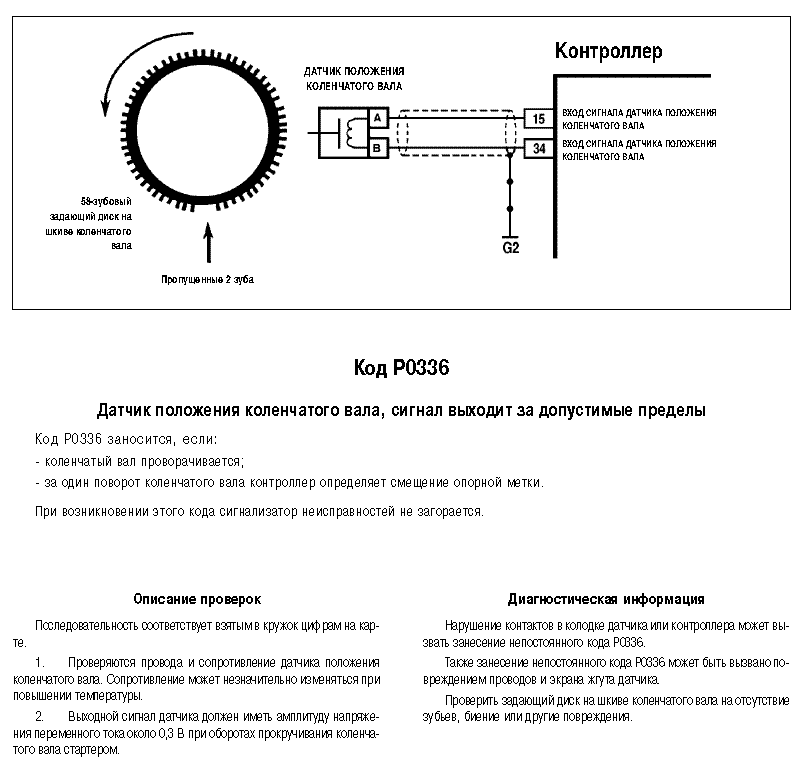 Контроллер
ДАТЧИК ПОЛОЖЕНИЯ
КОЛЕНЧАТОГО ВАЛА
A
B
15
ВХОД СИГНАЛА ДАТЧИКА ПОЛОЖЕНИЯ
КОЛЕНЧАТОГО ВАЛА
34
ВХОД СИГНАЛА ДАТЧИКА ПОЛОЖЕНИЯ
КОЛЕНЧАТОГО ВАЛА
G2
58-зубовый
задающий диск на
шкиве коленчатого
вала
Пропущенные 2 зуба
Код P0336
Датчик положения коленчатого вала, сигнал выходит за допустимые пределы
Код P0336 заносится, если:
- коленчатый вал проворачивается;
- за один поворот коленчатого вала контроллер определяет смещение опорной метки.
При возникновении этого кода сигнализатор неисправностей не загорается.
Описание проверок
Последовательность соответствует взятым в кружок цифрам на кар-
те.
1. Проверяются провода и сопротивление датчика положения
коленчатого вала. Сопротивление может незначительно изменяться при
повышении температуры.
2. Выходной сигнал датчика должен иметь амплитуду напряже-
ния переменного тока около 0,3 В при оборотах прокручивания коленча-
того вала стартером.
Диагностическая информация
Нарушение контактов в колодке датчика или контроллера может вы-
звать занесение непостоянного кода P0336.
Также занесение непостоянного кода P0336 может быть вызвано по-
вреждением проводов и экрана жгута датчика.
Проверить задающий диск на шкиве коленчатого вала на отсутствие
зубьев, биение или другие повреждения.